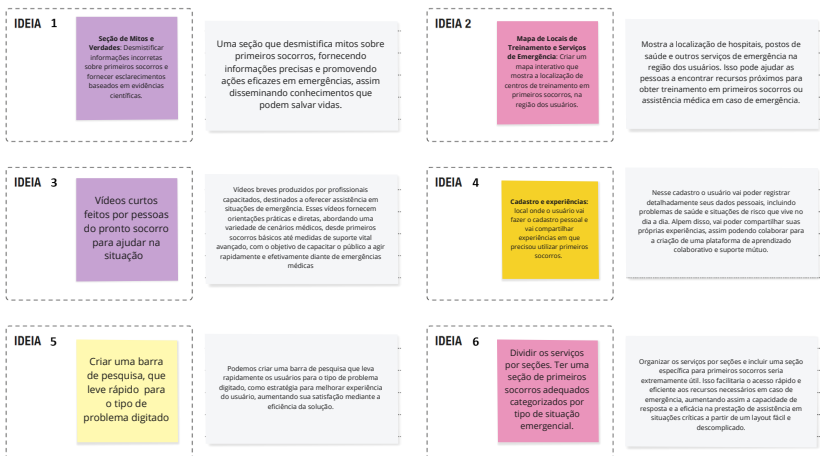 IDEIA 1
Seção de Mitos e
Verdades: Desmistificar
informações incorretas
sobre primeiros socorros e
fornecer esclarecimentos
baseados em evidências
científicas.
Uma seção que desmistifica mitos sobre
primeiros socorros, fornecendo
informações precisas e promovendo
ações eficazes em emergências, assim
disseminando conhecimentos que
podem salvar vidas.
IDEIA 2
Mapa de Locais de
Treinamento e Serviços
de Emergência: Criar um
mapa interativo que
mostra a localização de
centros de treinamento em
primeiros socorros, na
região dos usuários.
Mostra a localização de hospitais, postos de
saúde e outros serviços de emergência na
região dos usuários. Isso pode ajudar as
pessoas a encontrar recursos próximos para
obter treinamento em primeiros socorros ou
assistência médica em caso de emergência.
IDEIA 3
Vídeos curtos
feitos por pessoas
do pronto socorro
para ajudar na
situação
Vídeos breves produzidos por profissionais
capacitados, destinados a oferecer assistência em
situações de emergência. Esses vídeos fornecem
orientações práticas e diretas, abordando uma
variedade de cenários médicos, desde primeiros
socorros básicos até medidas de suporte vital
avançado, com o objetivo de capacitar o público a agir
rapidamente e efetivamente diante de emergências
médicas
IDEIA 4
Cadastro e experiências:
local onde o usuário vai
fazer o cadastro pessoal e
vai compartilhar
experiências em que
precisou utilizar primeiros
socorros.
Nesse cadastro o usuário vai poder registrar
detalhadamente seus dados pessoais, incluindo
problemas de saúde e situações de risco que vive no
dia a dia. Alpem disso, vai poder compartilhar suas
próprias experiências, assim podendo colaborar para
a criação de uma plataforma de aprendizado
colaborativo e suporte mútuo.
IDEIA 5
Criar uma barra
de pesquisa, que
leve rápido para
o tipo de
problema digitado
Podemos criar uma barra de pesquisa que leva
rapidamente os usuários para o tipo de problema
digitado, como estratégia para melhorar experiência
do usuário, aumentando sua satisfação mediante a
eficiência da solução.
IDEIA 6
Dividir os serviços
por seções. Ter uma
seção de primeiros
socorros adequados
categorizados por
tipo de situação
emergencial.
Organizar os serviços por seções e incluir uma seção
específica para primeiros socorros seria
extremamente útil. Isso facilitaria o acesso rápido e
eficiente aos recursos necessários em caso de
emergência, aumentando assim a capacidade de
resposta e a eficácia na prestação de assistência em
situações críticas a partir de um layout fácil e
descomplicado.